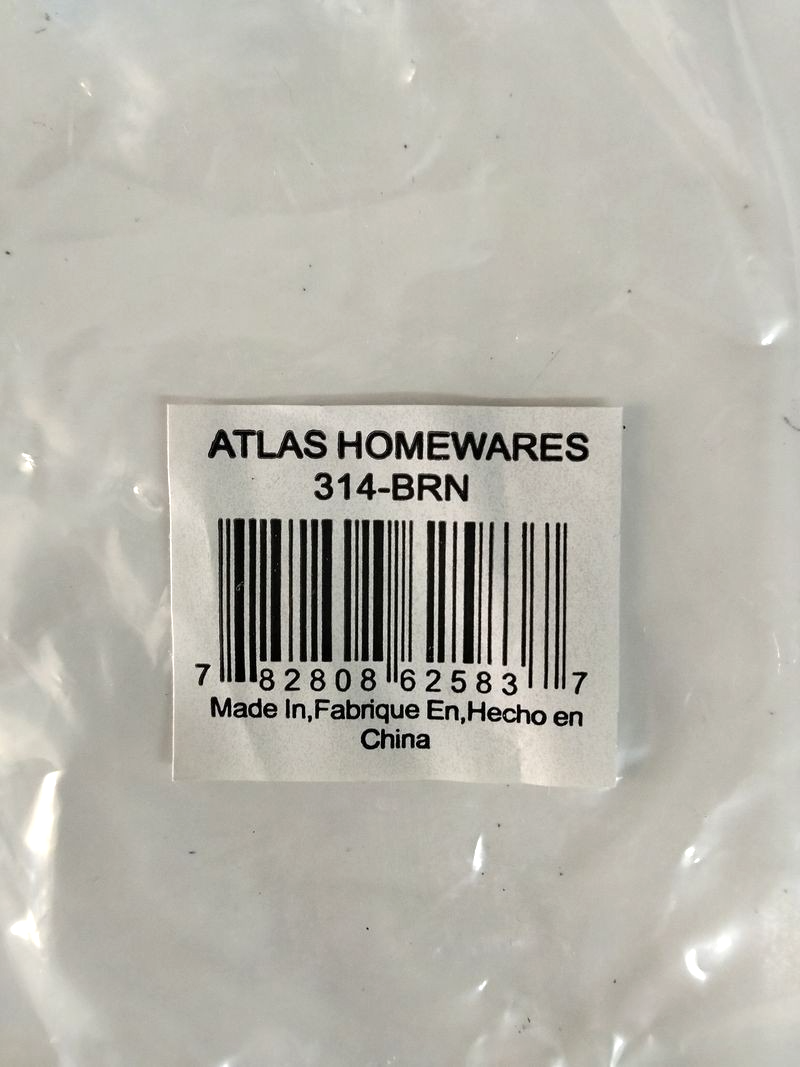 ATLAS HOMEWARES
314-BRN
7 82808 62583 7
Made In,Fabrique En,Hecho en
China